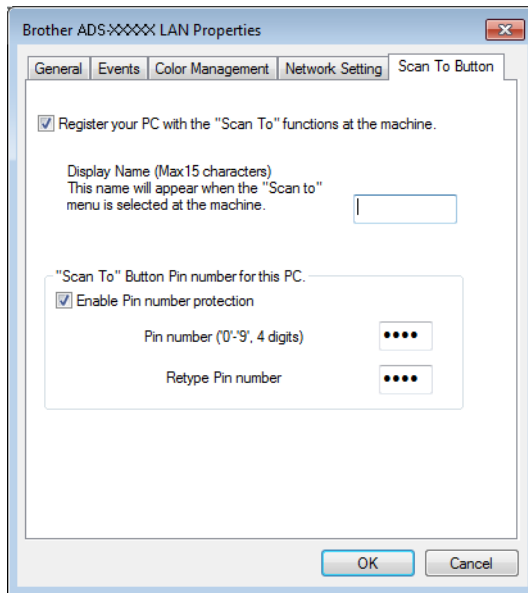 Brother ADS-XXXXX LAN Properties
General Events Color Management Network Setting Scan To Button
Register your PC with the "Scan To" functions at the machine.
Display Name (Max15 characters)
This name will appear when the "Scan to"
menu is selected at the machine.
"Scan To" Button Pin number for this PC.
Enable Pin number protection
Pin number ('0'-'9', 4 digits) ••••
Retype Pin number ••••
OK Cancel